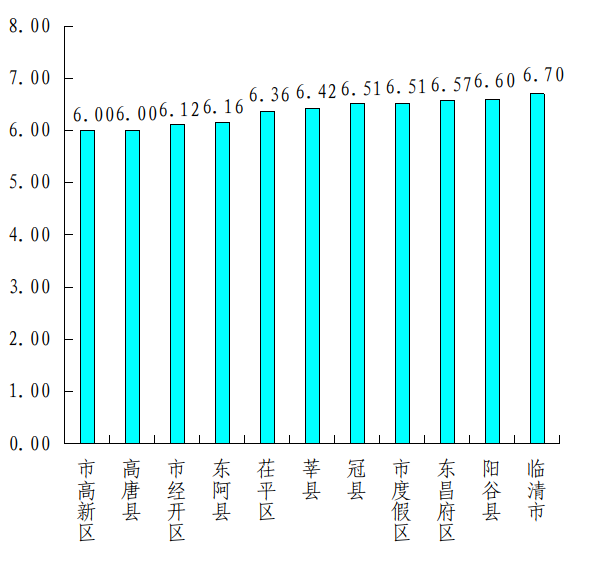 8.00
7.00
6.00
5.00
4.00
3.00
2.00
1.00
0.00
6.00
6.00
6.12
6.16
6.36
6.42
6.51
6.51
6.57
6.60
6.70
市高新区
高唐县
市经开区
东阿县
茌平区
莘县
冠县
市度假区
东昌府区
阳谷县
临清市